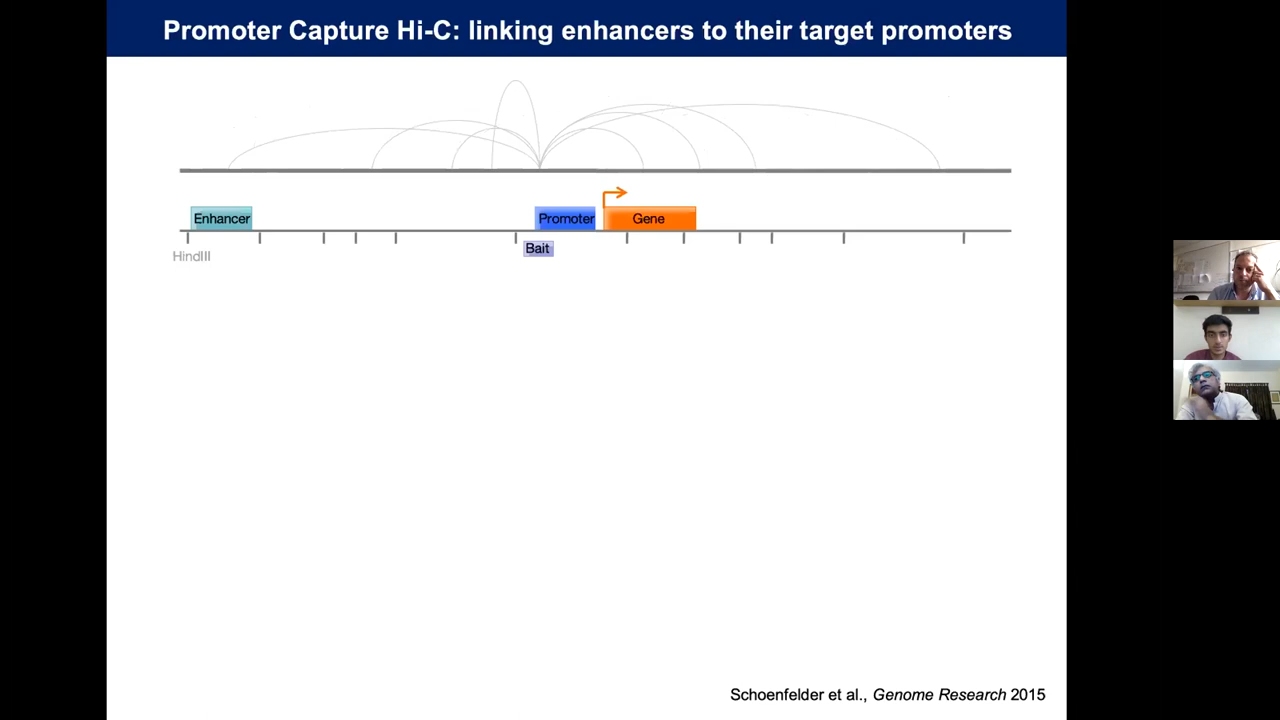 Promoter Capture Hi-C: linking enhancers to their target promoters
Enhancer
Promoter
Gene
Bait
HindIII
Schoenfelder et al., Genome Research 2015